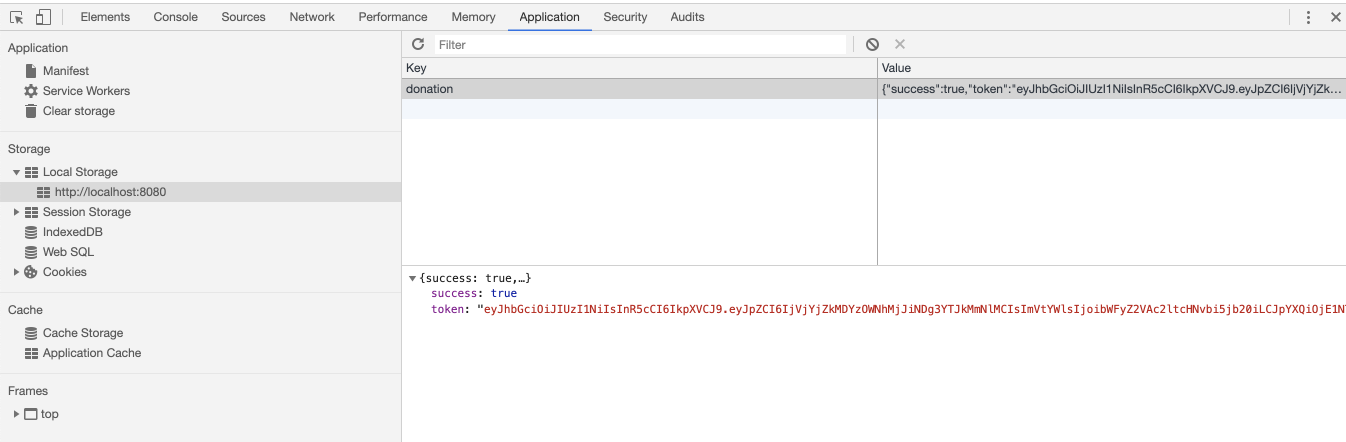 Elements Console Sources Network Performance Memory Application Security Audits
Application
Manifest
Service Workers
Clear storage
Storage
Local Storage
http://localhost:8080
Session Storage
IndexedDB
Web SQL
Cookies
Cache
Cache Storage
Application Cache
Frames
top
Filter
Key Value
donation {"success":true,"token":"eyJhbGciOiJIUzI1NiIsInR5cCI6IkpXVCJ9.eyJpZCI6IjVjYjZk…
{success: true,…}
success: true
token: "eyJhbGciOiJIUzI1NiIsInR5cCI6IkpXVCJ9.eyJpZCI6IjVjYjZkMDYzOWNhMjJiNDg3YTJkMmNlMCIsImVtYWlsIjoibWFyZ2VAc2ltcHNvbi5jb20iLCJpYXQiOjE1N